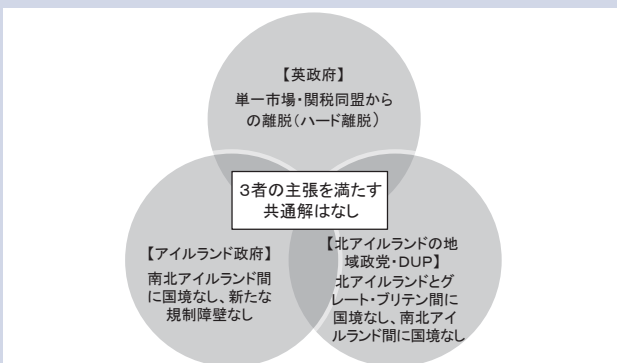 【英政府】
単一市場・関税同盟から
の離脱（ハード離脱）
3者の主張を満たす
共通解はなし
【アイルランド政府】
南北アイルランド間
に国境なし、新たな
規制障壁なし
【北アイルランドの地
域政党・DUP】
北アイルランドとグ
レート・ブリテン間に
国境なし、南北アイ
ルランド間に国境なし